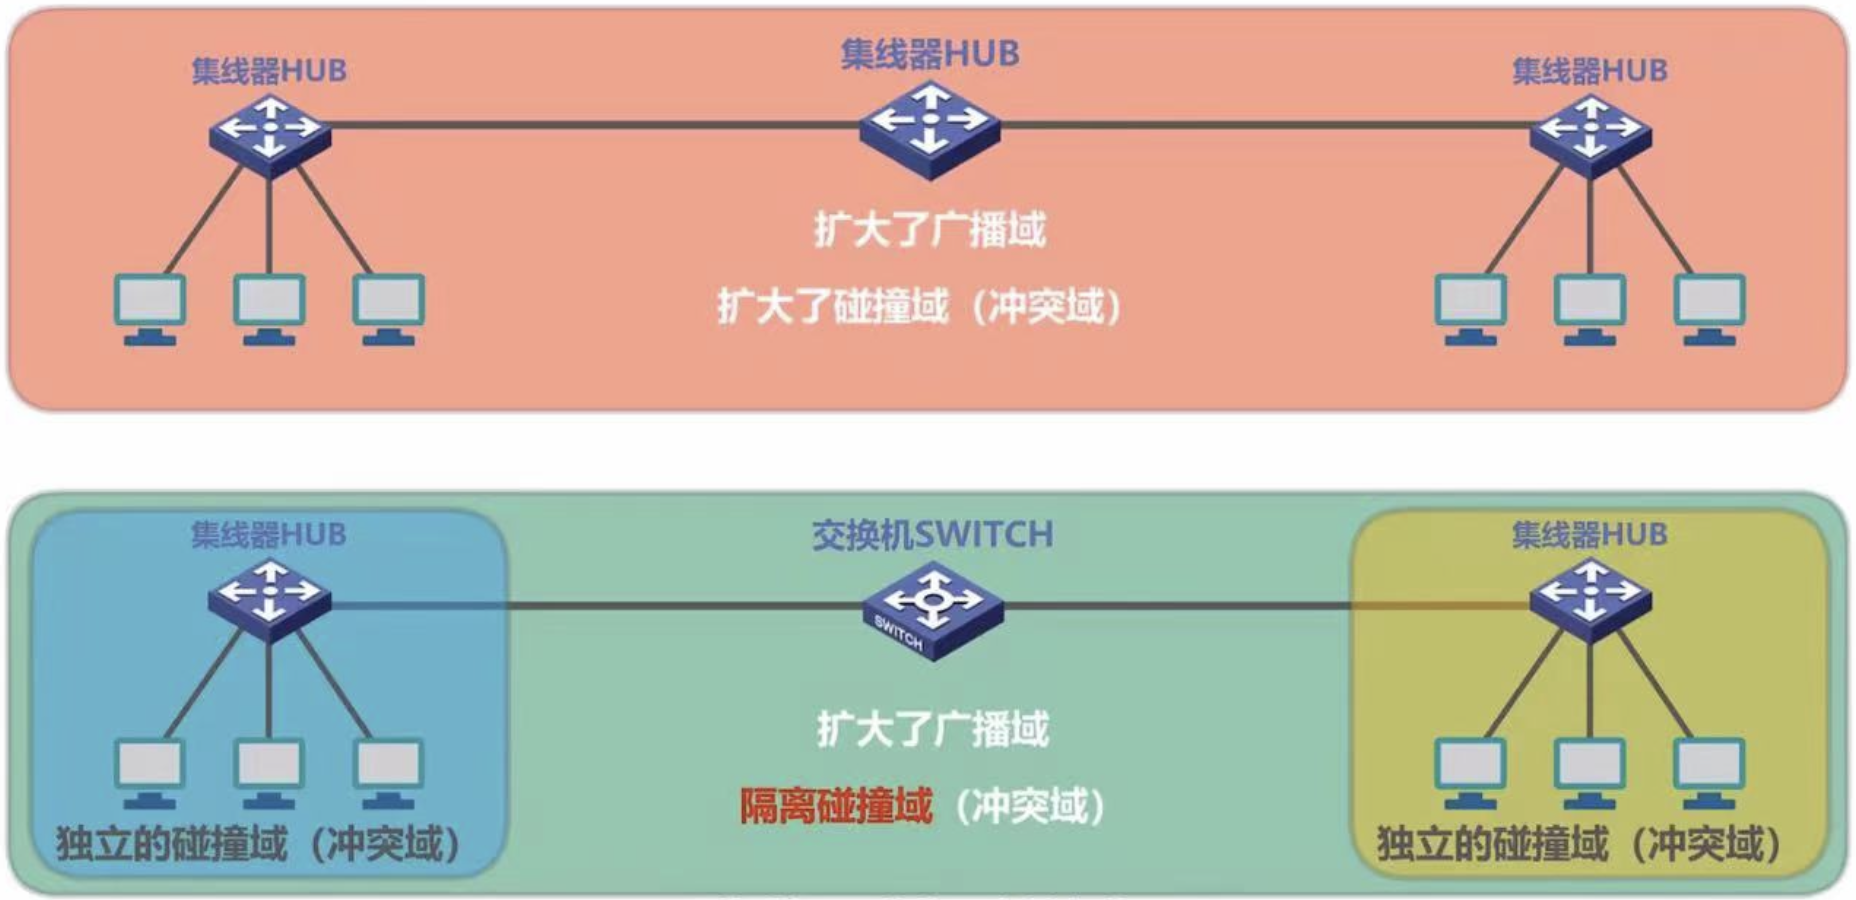 集线器HUB
集线器HUB
集线器HUB
扩大了广播域
扩大了碰撞域（冲突域）
集线器HUB
交换机SWITCH
集线器HUB
SWITCH
扩大了广播域
隔离碰撞域（冲突域）
独立的碰撞域（冲突域）
独立的碰撞域（冲突域）